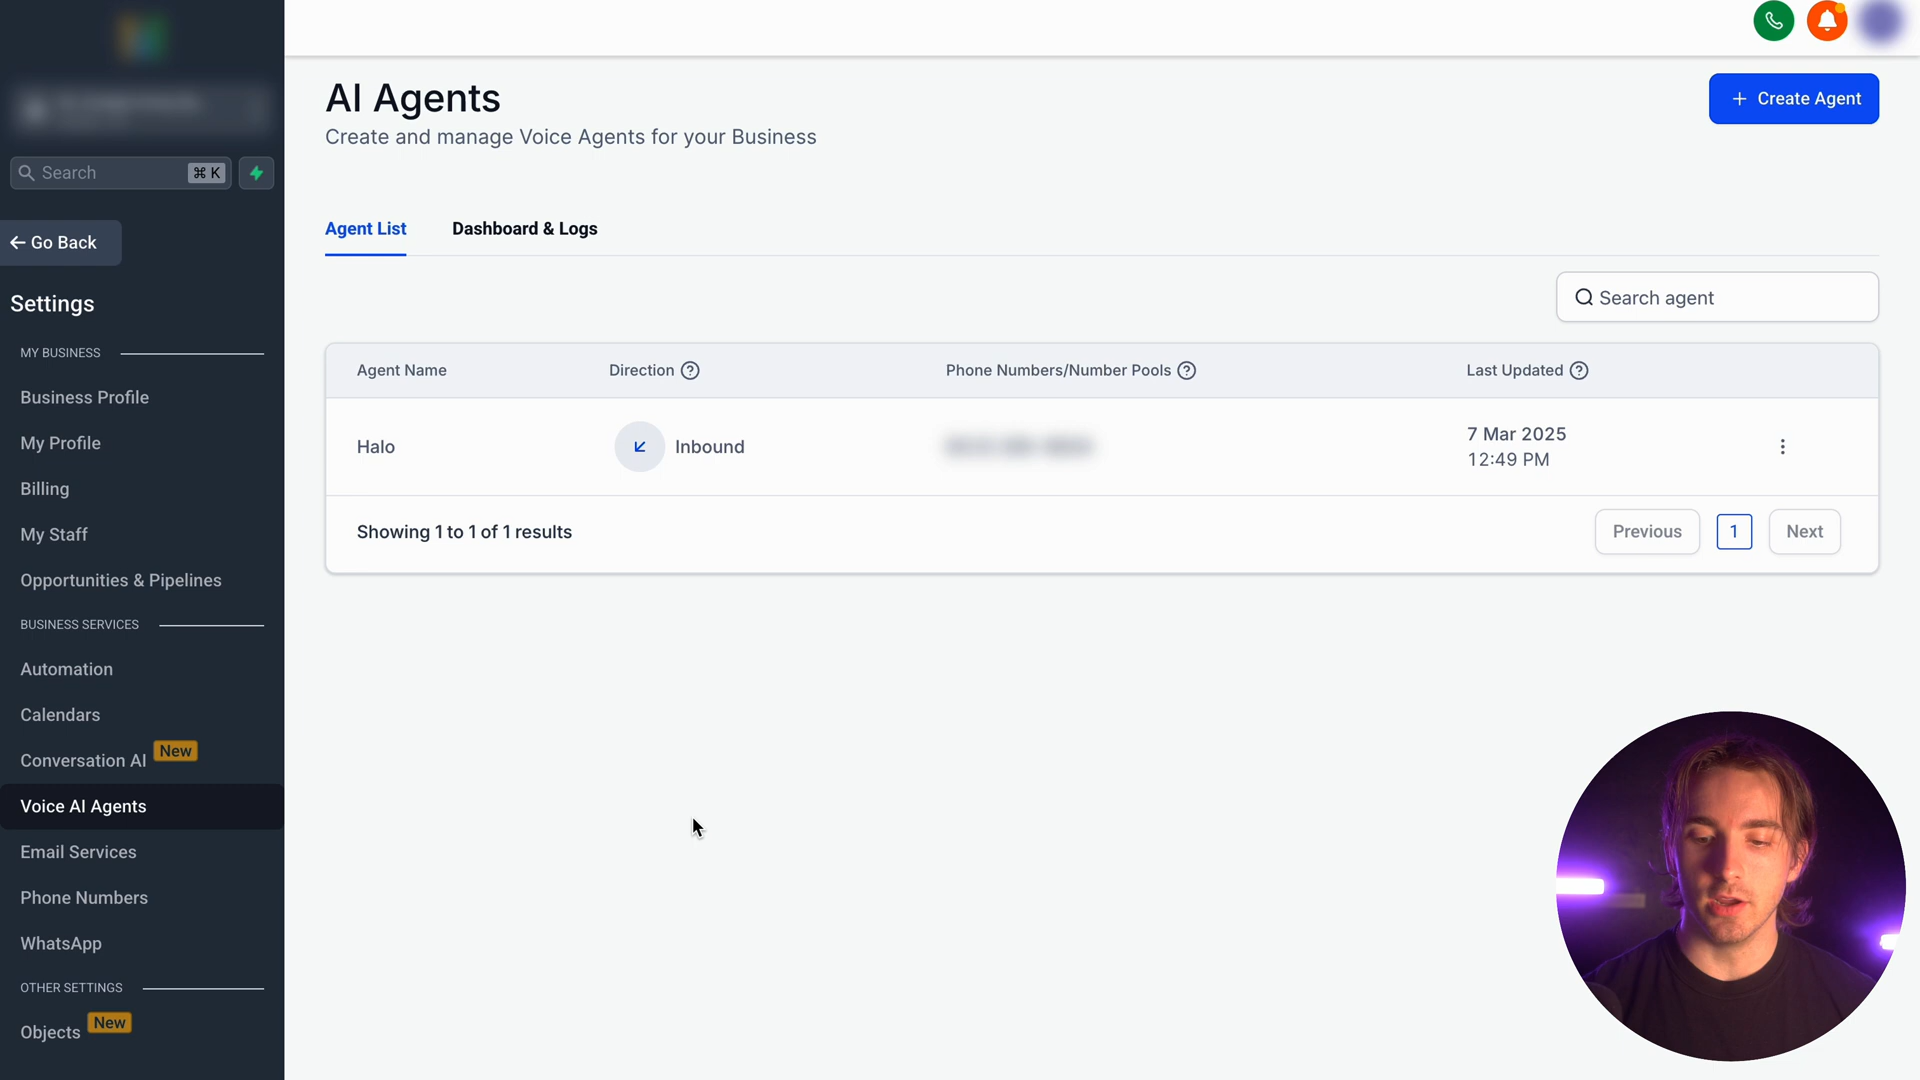 Search
⌘ K
Go Back
Settings
MY BUSINESS
Business Profile
My Profile
Billing
My Staff
Opportunities & Pipelines
BUSINESS SERVICES
Automation
Calendars
Conversation AI New
Voice AI Agents
Email Services
Phone Numbers
WhatsApp
OTHER SETTINGS
Objects New
AI Agents
Create and manage Voice Agents for your Business
+ Create Agent
Agent List Dashboard & Logs
Search agent
Agent Name Direction ? Phone Numbers/Number Pools ? Last Updated ?
Halo Inbound 7 Mar 2025
12:49 PM
Showing 1 to 1 of 1 results Previous 1 Next